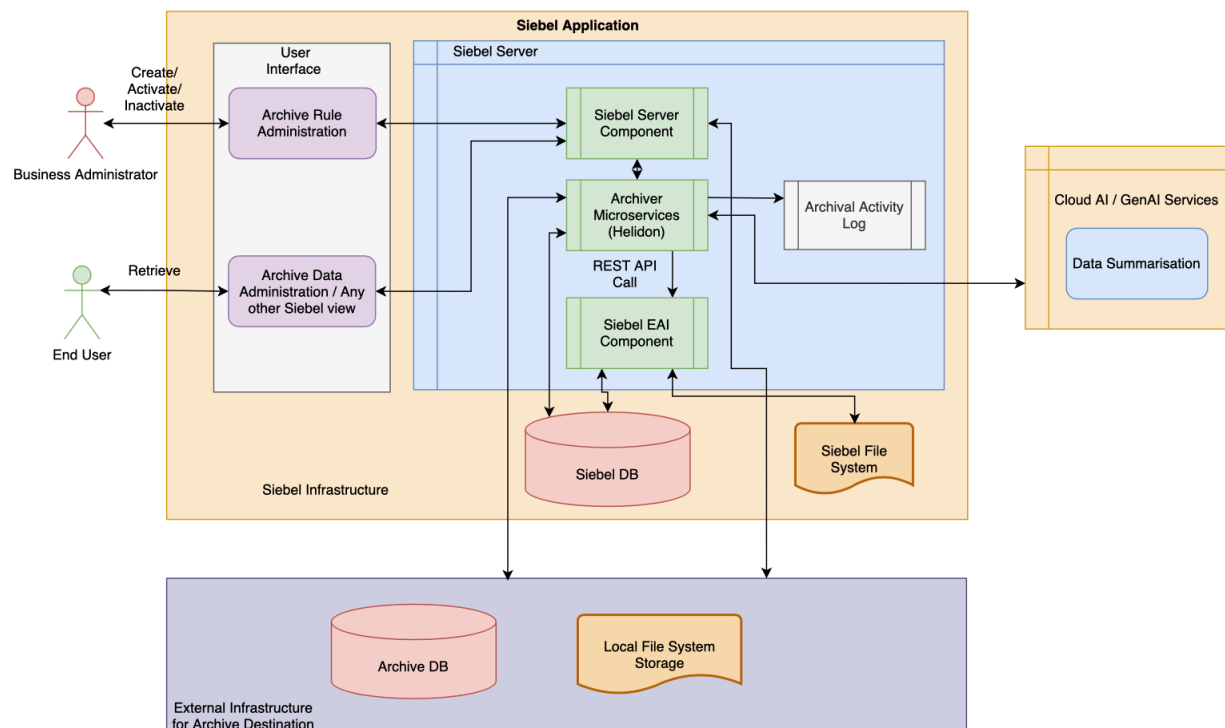 Siebel Application
User
Interface
Siebel Server
Create/
Activate/
Inactivate
Archive Rule
Administration
Siebel Server
Component
Business Administrator
Archiver
Microservices
(Helidon)
Archival Activity
Log
Cloud AI / GenAI Services
Data Summarisation
REST API
Call
Retrieve
Archive Data
Administration / Any
other Siebel view
End User
Siebel EAI
Component
Siebel DB
Siebel File
System
Siebel Infrastructure
Archive DB
Local File System
Storage
External Infrastructure
for Archive Destination